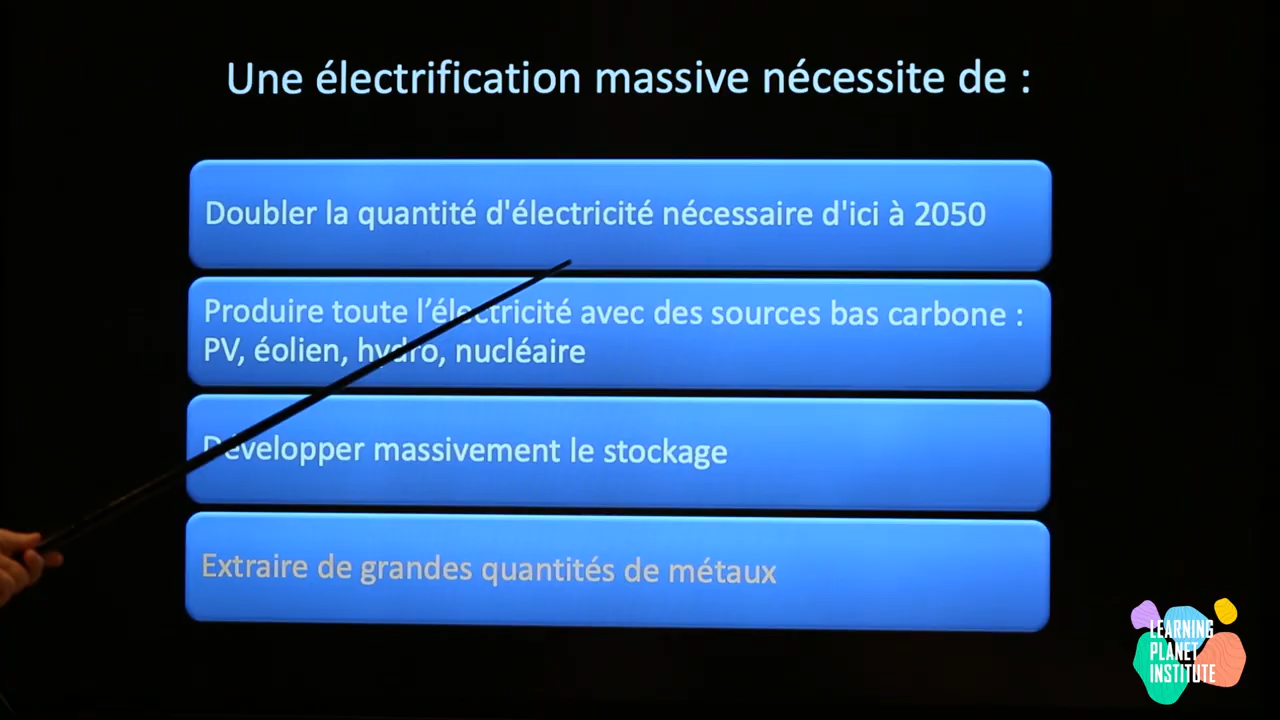 Une électrification massive nécessite de :
Doubler la quantité d'électricité nécessaire d'ici à 2050
Produire toute l’électricité avec des sources bas carbone :
PV, éolien, hydro, nucléaire
Développer massivement le stockage
Extraire de grandes quantités de métaux
LEARNING
PLANET
INSTITUTE